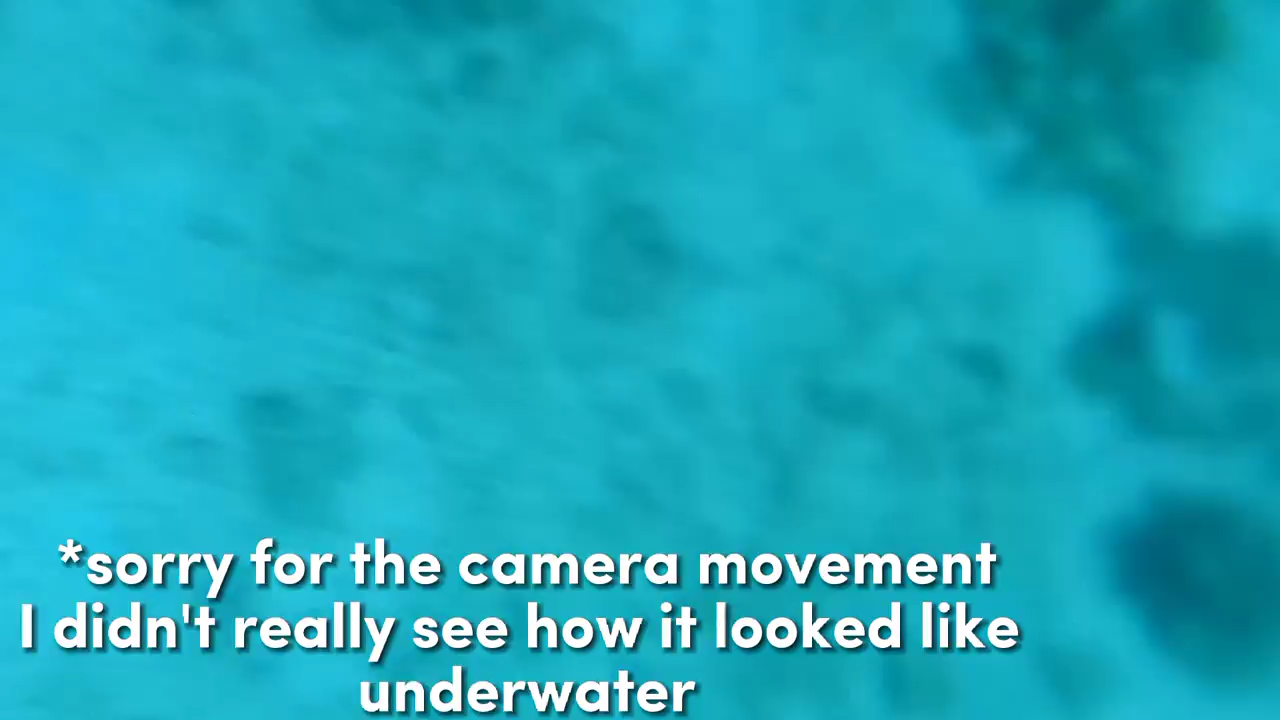 *sorry for the camera movement
I didn't really see how it looked like
underwater